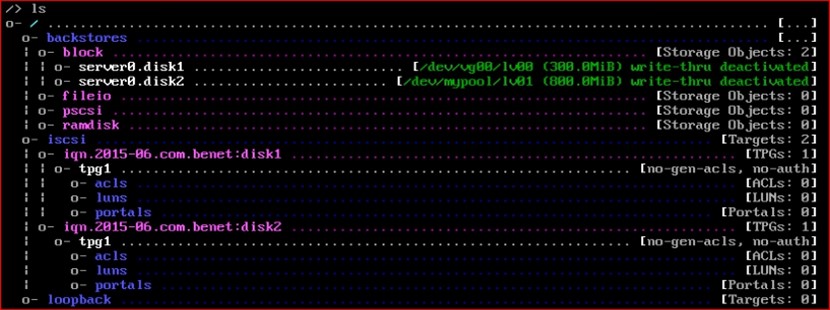 /> ls
o- / ..................................................................... [...]
  o- backstores .......................................................... [...]
  | o- block .............................................. [Storage Objects: 2]
  | | o- server0.disk1 ............... [/dev/vg00/lv00 (300.0MiB) write-thru deactivated]
  | | o- server0.disk2 ............. [/dev/mypool/lv01 (800.0MiB) write-thru deactivated]
  | o- fileio ............................................. [Storage Objects: 0]
  | o- pscsi .............................................. [Storage Objects: 0]
  | o- ramdisk ............................................ [Storage Objects: 0]
  o- iscsi ........................................................ [Targets: 2]
  | o- iqn.2015-06.com.benet:disk1 ................................... [TPGs: 1]
  | | o- tpg1 ........................................... [no-gen-acls, no-auth]
  | |   o- acls ...................................................... [ACLs: 0]
  | |   o- luns ...................................................... [LUNs: 0]
  | |   o- portals ................................................ [Portals: 0]
  | o- iqn.2015-06.com.benet:disk2 ................................... [TPGs: 1]
  |   o- tpg1 ........................................... [no-gen-acls, no-auth]
  |     o- acls ...................................................... [ACLs: 0]
  |     o- luns ...................................................... [LUNs: 0]
  |     o- portals ................................................ [Portals: 0]
  o- loopback ..................................................... [Targets: 0]